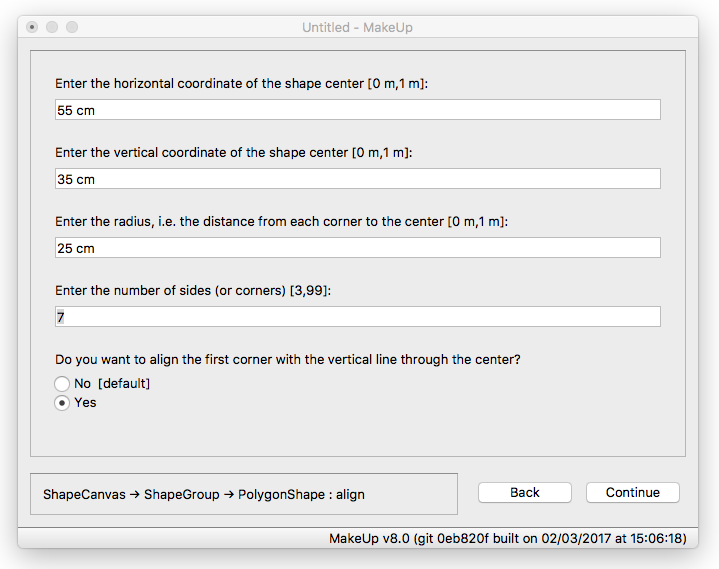 Untitled - MakeUp
Enter the horizontal coordinate of the shape center [0 m,1 m]:
55 cm
Enter the vertical coordinate of the shape center [0 m,1 m]:
35 cm
Enter the radius, i.e. the distance from each corner to the center [0 m,1 m]:
25 cm
Enter the number of sides (or corners) [3,99]:
7
Do you want to align the first corner with the vertical line through the center?
No  [default]
Yes
ShapeCanvas → ShapeGroup → PolygonShape : align
Back
Continue
MakeUp v8.0 (git 0eb820f built on 02/03/2017 at 15:06:18)